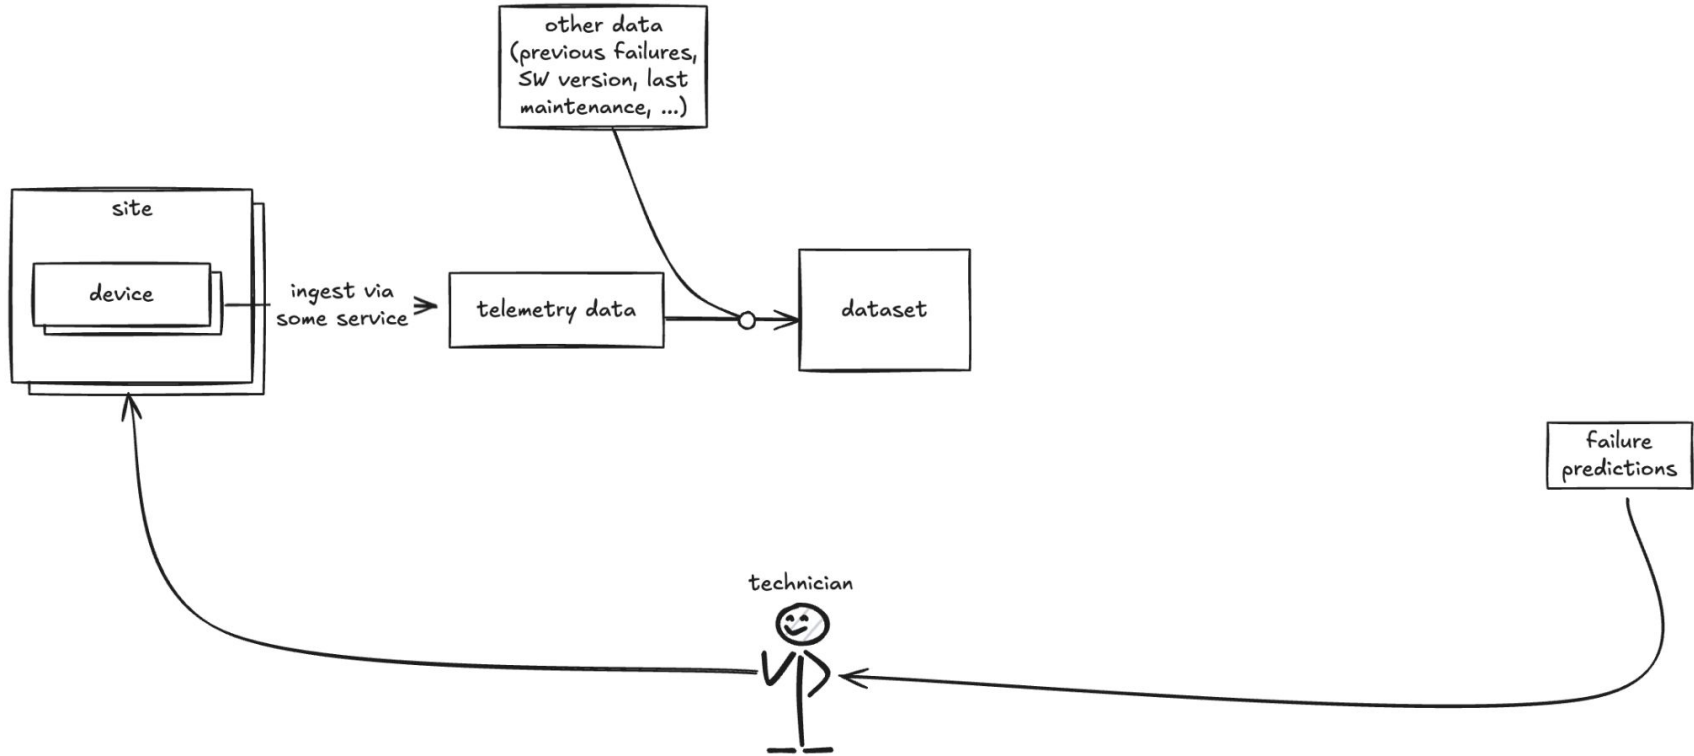 other data
(previous failures,
SW version, last
maintenance, ...)
site
device
ingest via
some service
telemetry data
dataset
failure
predictions
technician